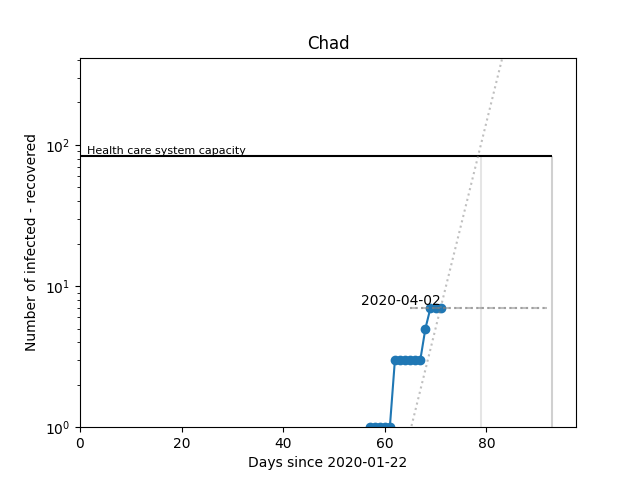 Chad
Number of infected - recovered
10²
10¹
10⁰
Health care system capacity
2020-04-02
0 20 40 60 80
Days since 2020-01-22